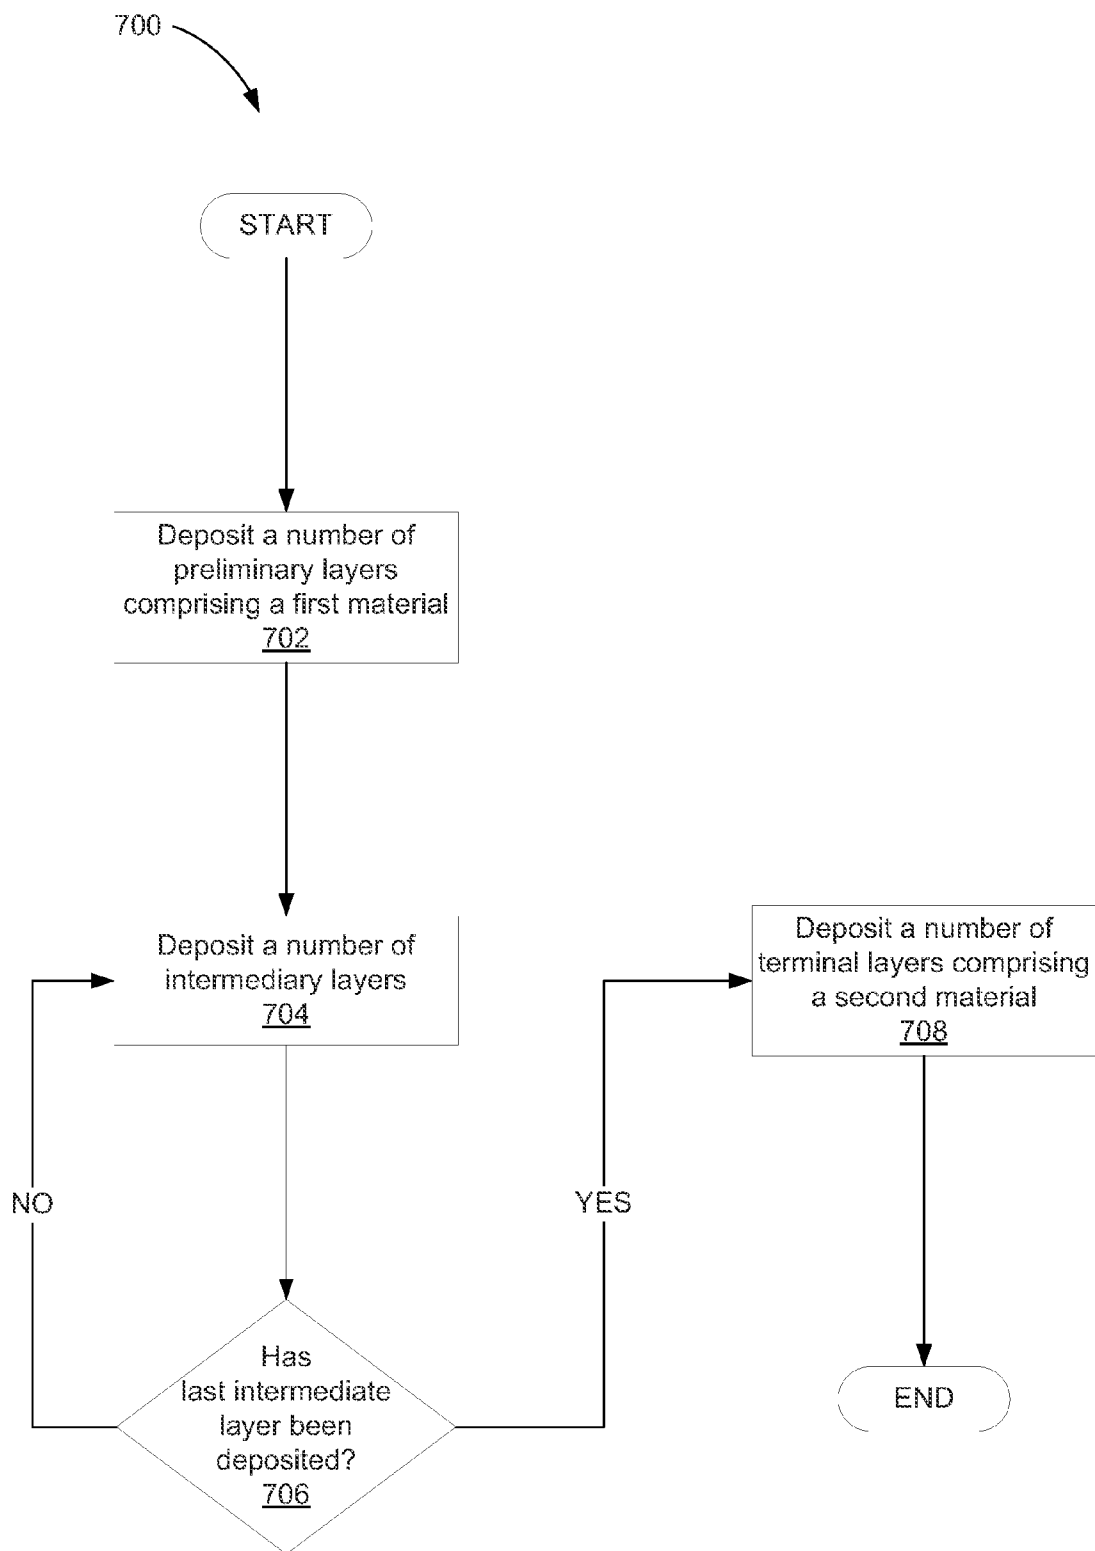 700
START
Deposit a number of
preliminary layers
comprising a first material
702
Deposit a number of
intermediary layers
704
NO
Has
last intermediate
layer been
deposited?
706
YES
Deposit a number of
terminal layers comprising
a second material
708
END